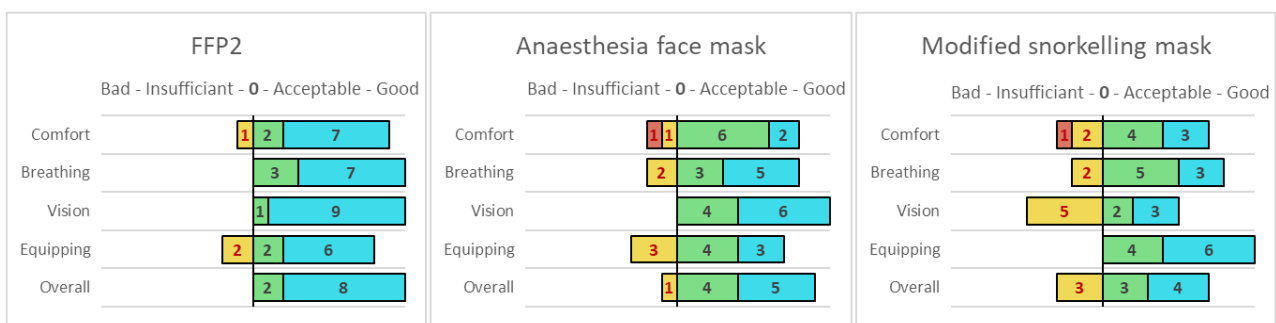 FFP2
Bad - Insufficiant - 0 - Acceptable - Good
Comfort 1 2 7
Breathing 3 7
Vision 1 9
Equipping 2 2 6
Overall 2 8
Anaesthesia face mask
Bad - Insufficiant - 0 - Acceptable - Good
Comfort 1 1 6 2
Breathing 2 3 5
Vision 4 6
Equipping 3 4 3
Overall 1 4 5
Modified snorkelling mask
Bad - Insufficiant - 0 - Acceptable - Good
Comfort 1 2 4 3
Breathing 2 5 3
Vision 5 2 3
Equipping 4 6
Overall 3 3 4